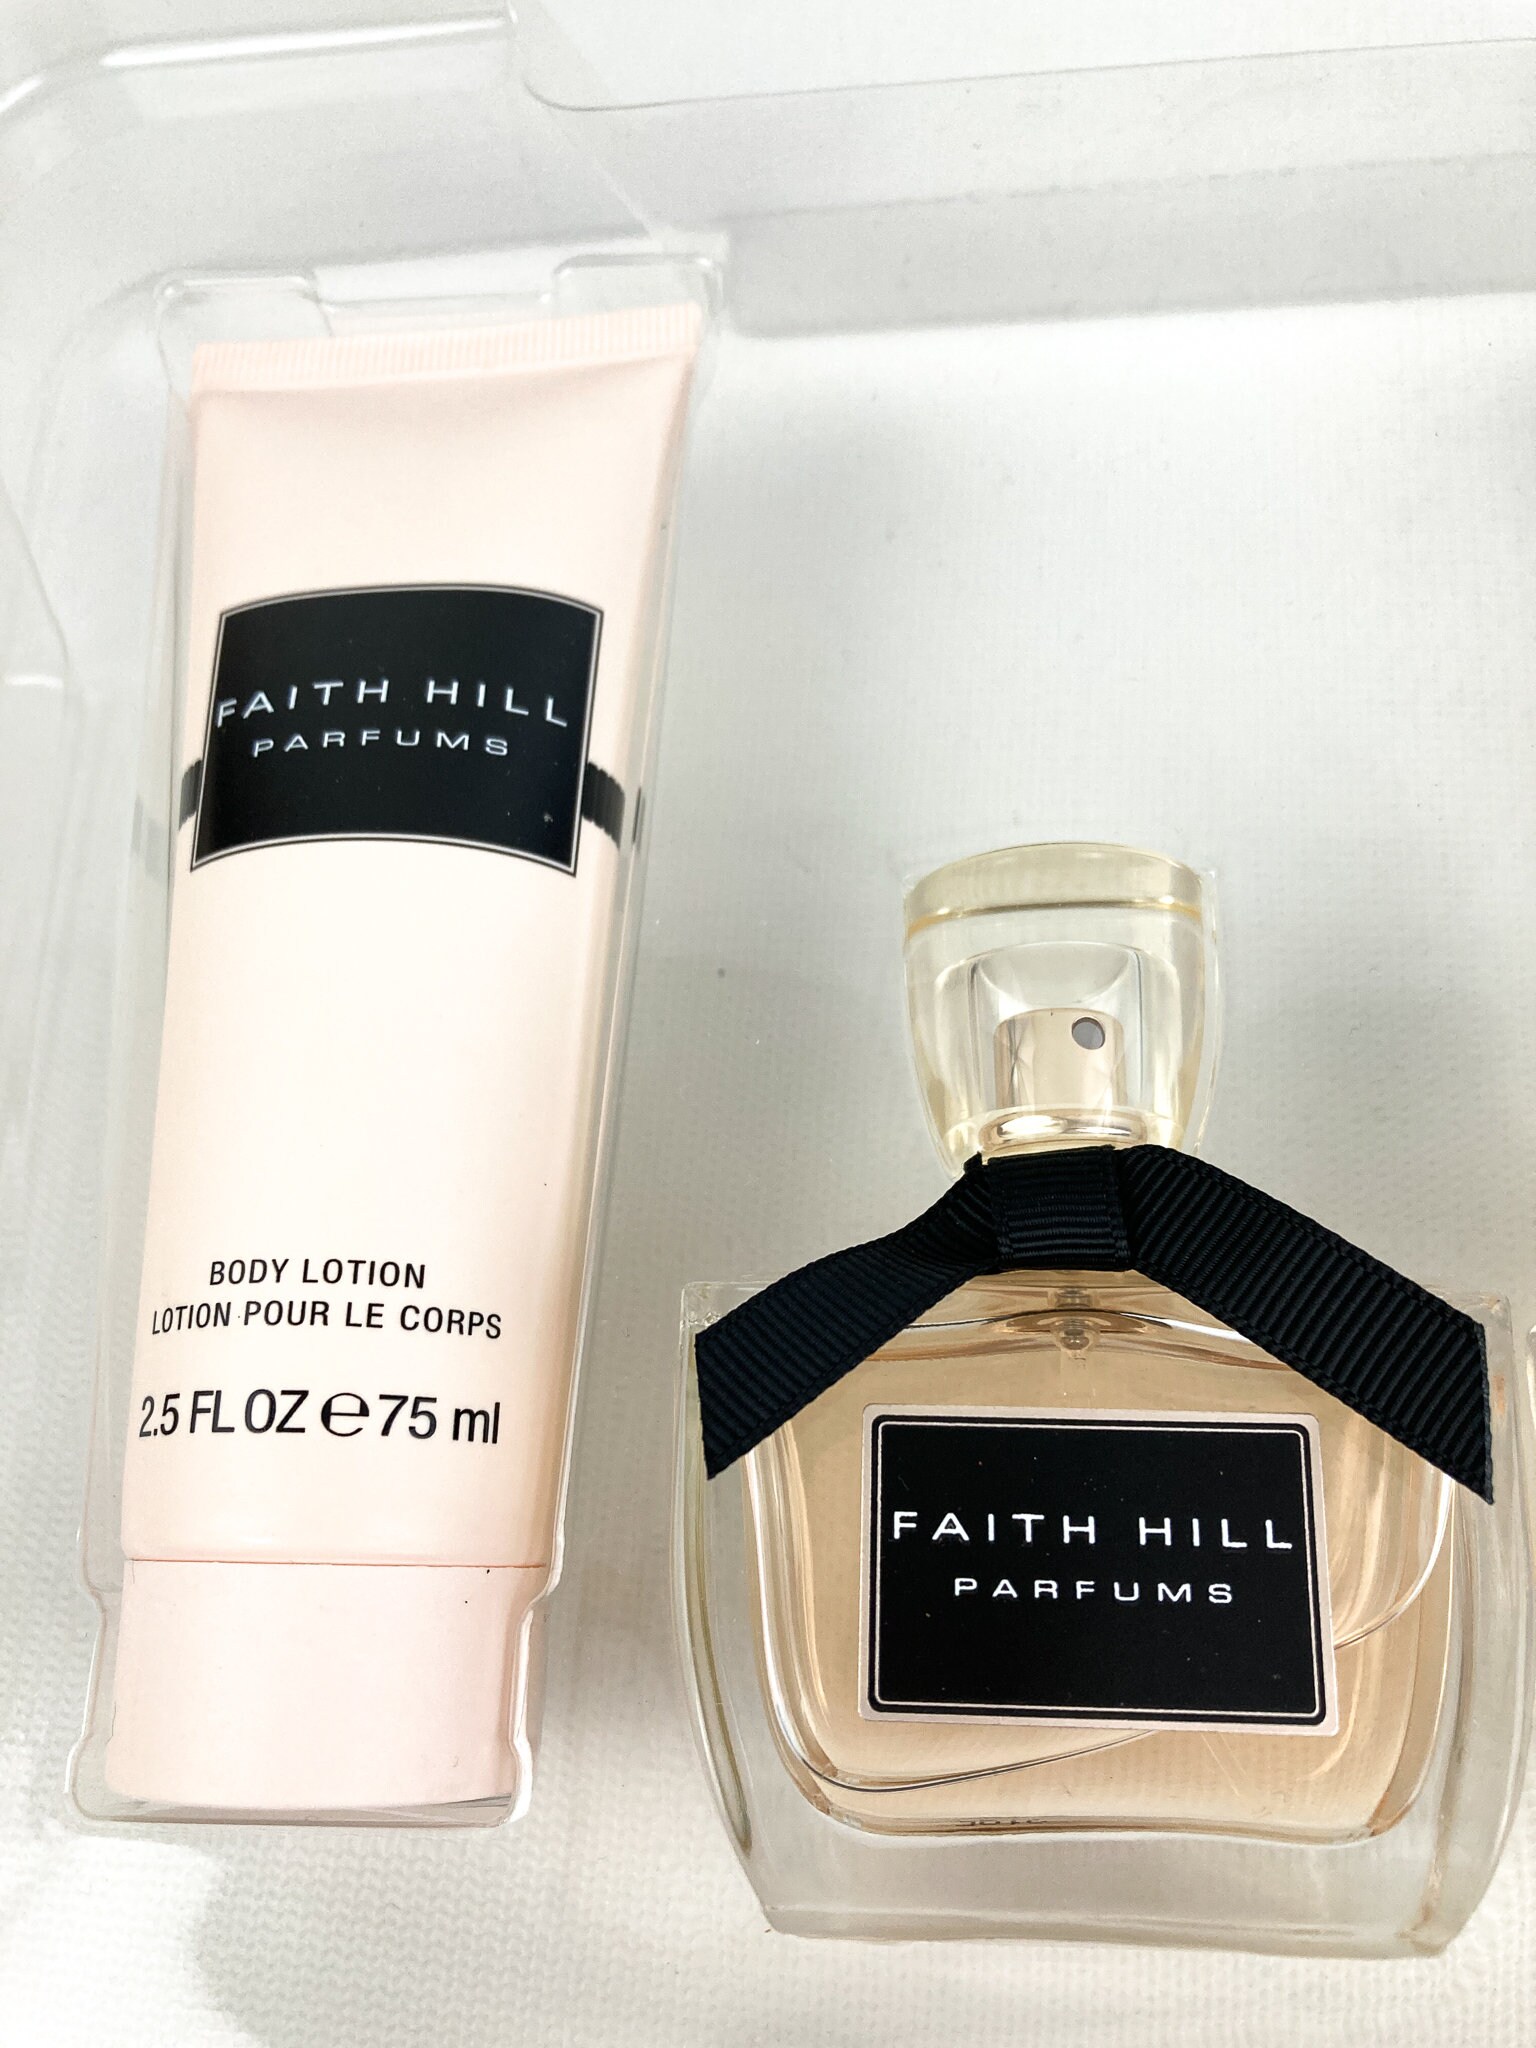 FAITH HILL
PARFUMS
BODY LOTION
LOTION POUR LE CORPS
2.5 FL OZ ℮ 75 ml
FAITH HILL
PARFUMS